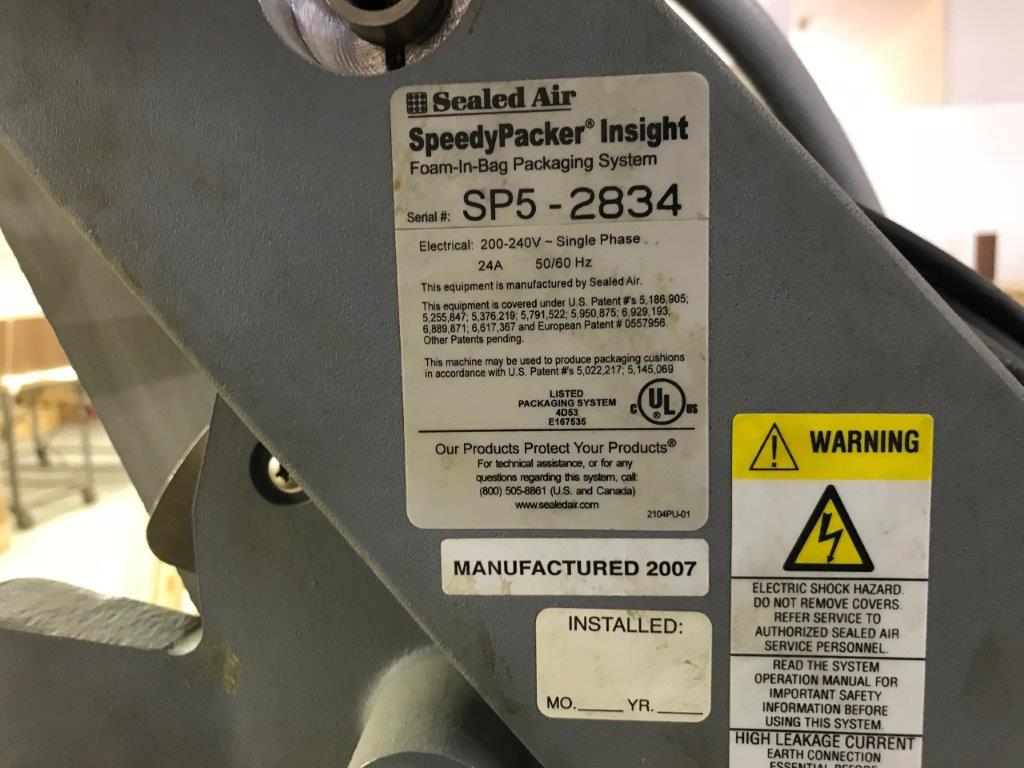 Sealed Air
SpeedyPacker® Insight
Foam-In-Bag Packaging System
Serial #: SP5 - 2834
Electrical: 200-240V ~ Single Phase
24A 50/60 Hz
This equipment is manufactured by Sealed Air.
This equipment is covered under U.S. Patent #'s 5,186,905;
5,255,847; 5,376,219; 5,791,522; 5,950,875; 6,929,193,
6,889,871; 6,617,367 and European Patent # 0557956.
Other Patents pending.
This machine may be used to produce packaging cushions
in accordance with U.S. Patent #'s 5,022,217; 5,145,069
LISTED
PACKAGING SYSTEM
4D53
E167535
C UL ® US
Our Products Protect Your Products®
For technical assistance, or for any
questions regarding this system, call:
(800) 505-8861 (U.S. and Canada)
www.sealedair.com
2104PU-01
MANUFACTURED 2007
INSTALLED:
MO.____ YR.____
WARNING
ELECTRIC SHOCK HAZARD.
DO NOT REMOVE COVERS.
REFER SERVICE TO
AUTHORIZED SEALED AIR
SERVICE PERSONNEL.
READ THE SYSTEM
OPERATION MANUAL FOR
IMPORTANT SAFETY
INFORMATION BEFORE
USING THIS SYSTEM.
HIGH LEAKAGE CURRENT
EARTH CONNECTION
ESSENTIAL BEFORE